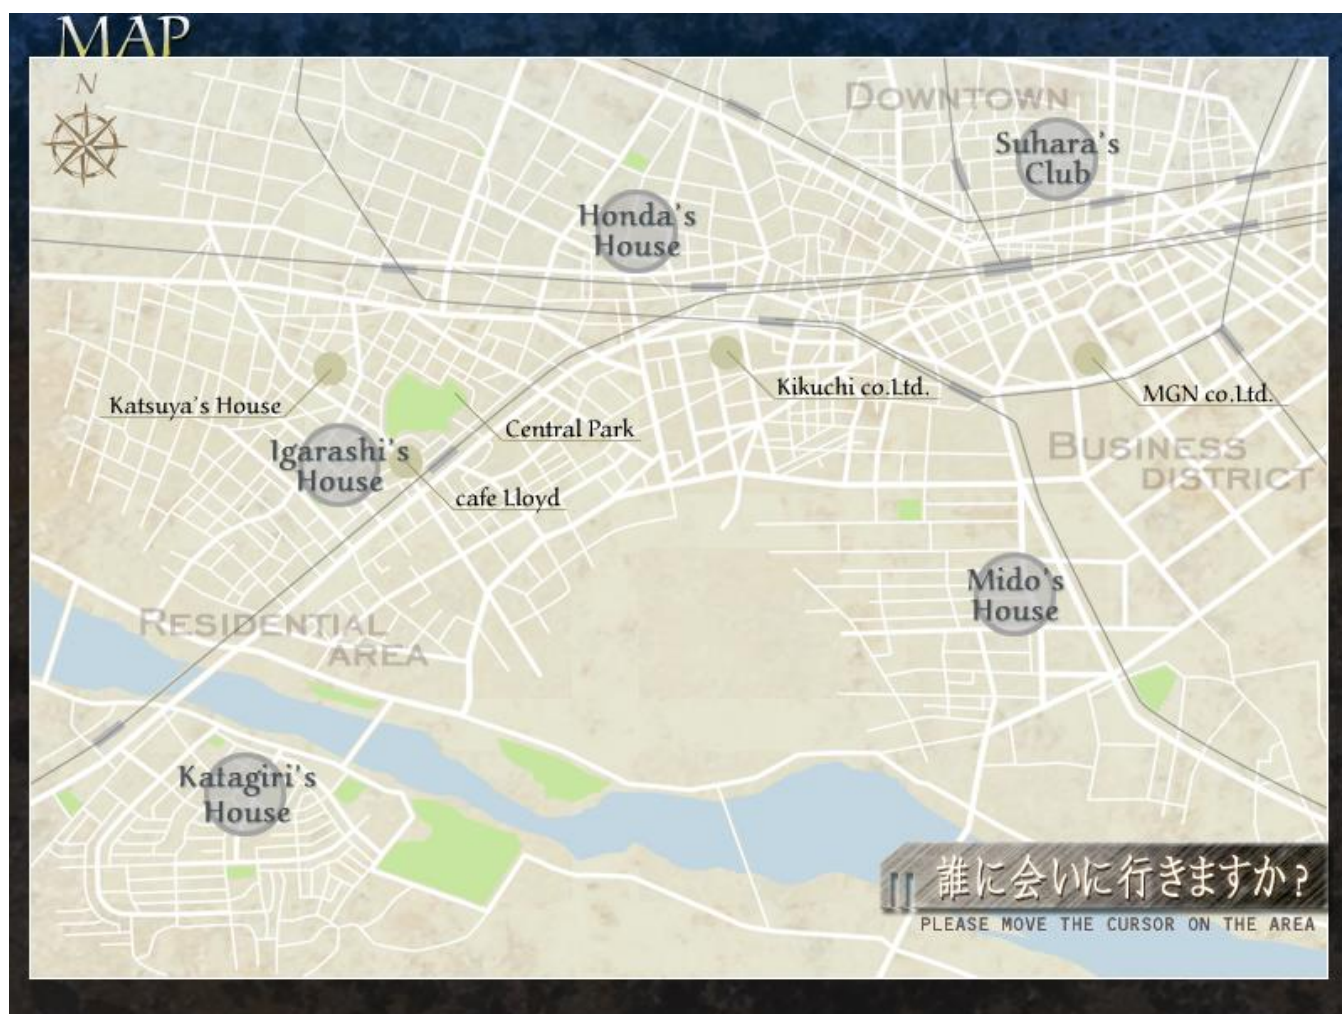 MAP
N
DOWNTOWN
Suhara's
Club
Honda's
House
Katsuya's House
Central Park
Kikuchi co.Ltd.
MGN co.Ltd.
Igarashi's
House
cafe Lloyd
BUSINESS
DISTRICT
Mido's
House
RESIDENTIAL
AREA
Katagiri's
House
誰に会いに行きますか?
PLEASE MOVE THE CURSOR ON THE AREA